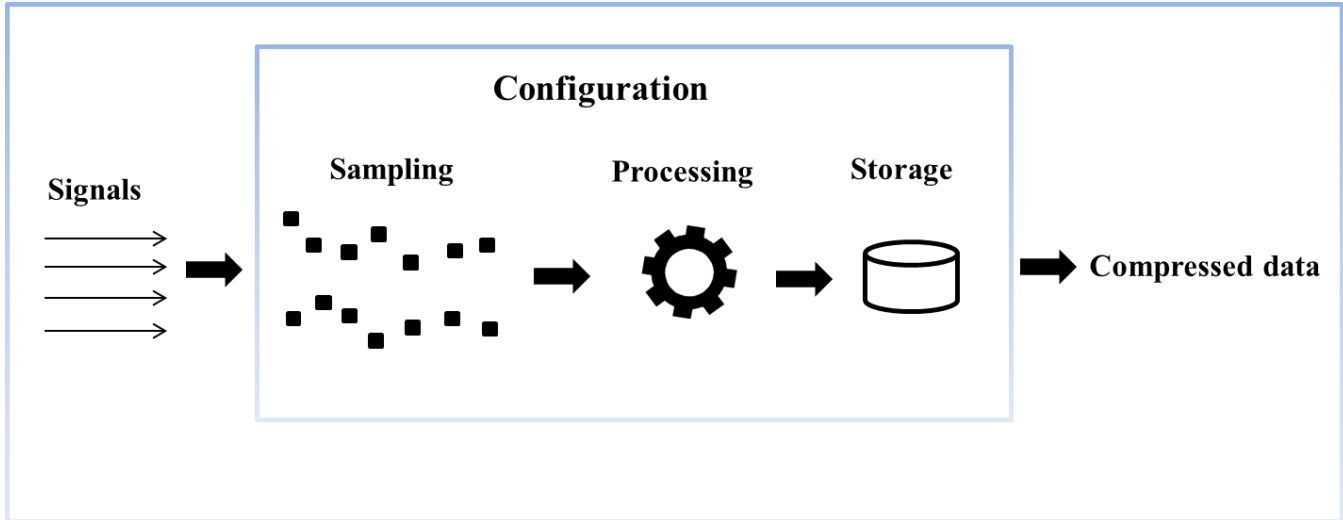 Configuration
Sampling
Processing
Storage
Signals
Compressed data